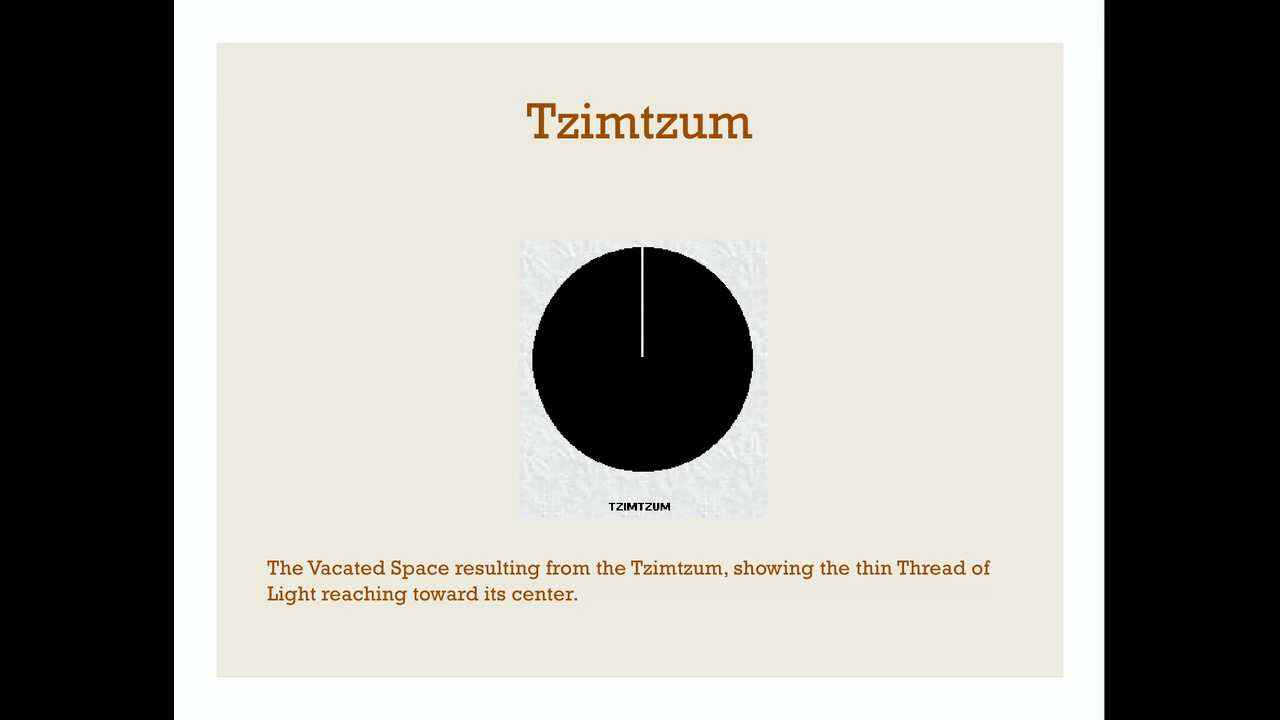 Tzimtzum
TZIMTZUM
The Vacated Space resulting from the Tzimtzum, showing the thin Thread of
Light reaching toward its center.